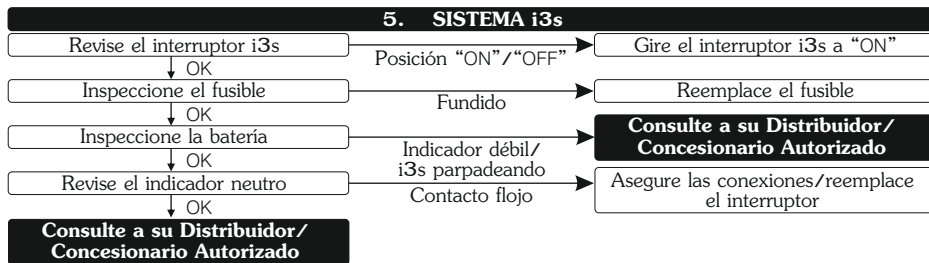 5. SISTEMA i3s
Revise el interruptor i3s
Posición “ON”/“OFF”
Gire el interruptor i3s a “ON”
OK
Inspeccione el fusible
Fundido
Reemplace el fusible
OK
Inspeccione la batería
Indicador débil/
i3s parpadeando
Consulte a su Distribuidor/
Concesionario Autorizado
OK
Revise el indicador neutro
Contacto flojo
Asegure las conexiones/reemplace
el interruptor
OK
Consulte a su Distribuidor/
Concesionario Autorizado